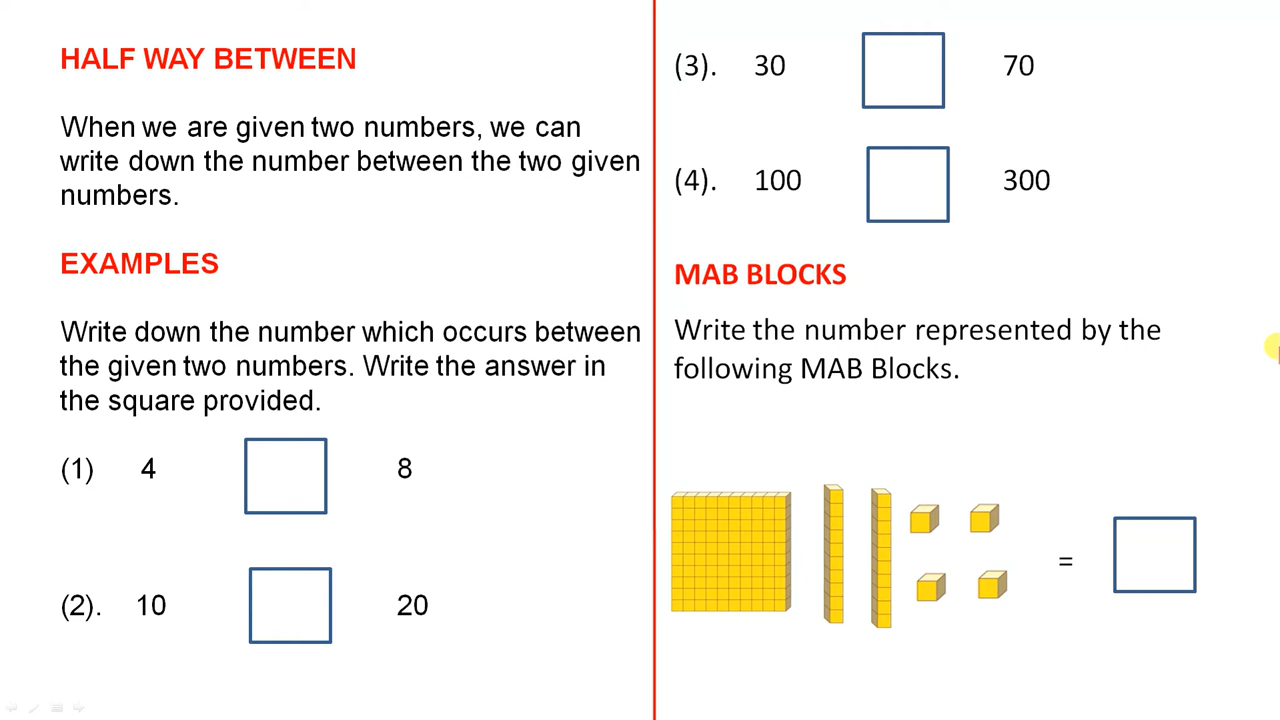 HALF WAY BETWEEN
When we are given two numbers, we can
write down the number between the two given
numbers.
EXAMPLES
Write down the number which occurs between
the given two numbers. Write the answer in
the square provided.
(1) 4 8
(2). 10 20
(3). 30 70
(4). 100 300
MAB BLOCKS
Write the number represented by the
following MAB Blocks.
=